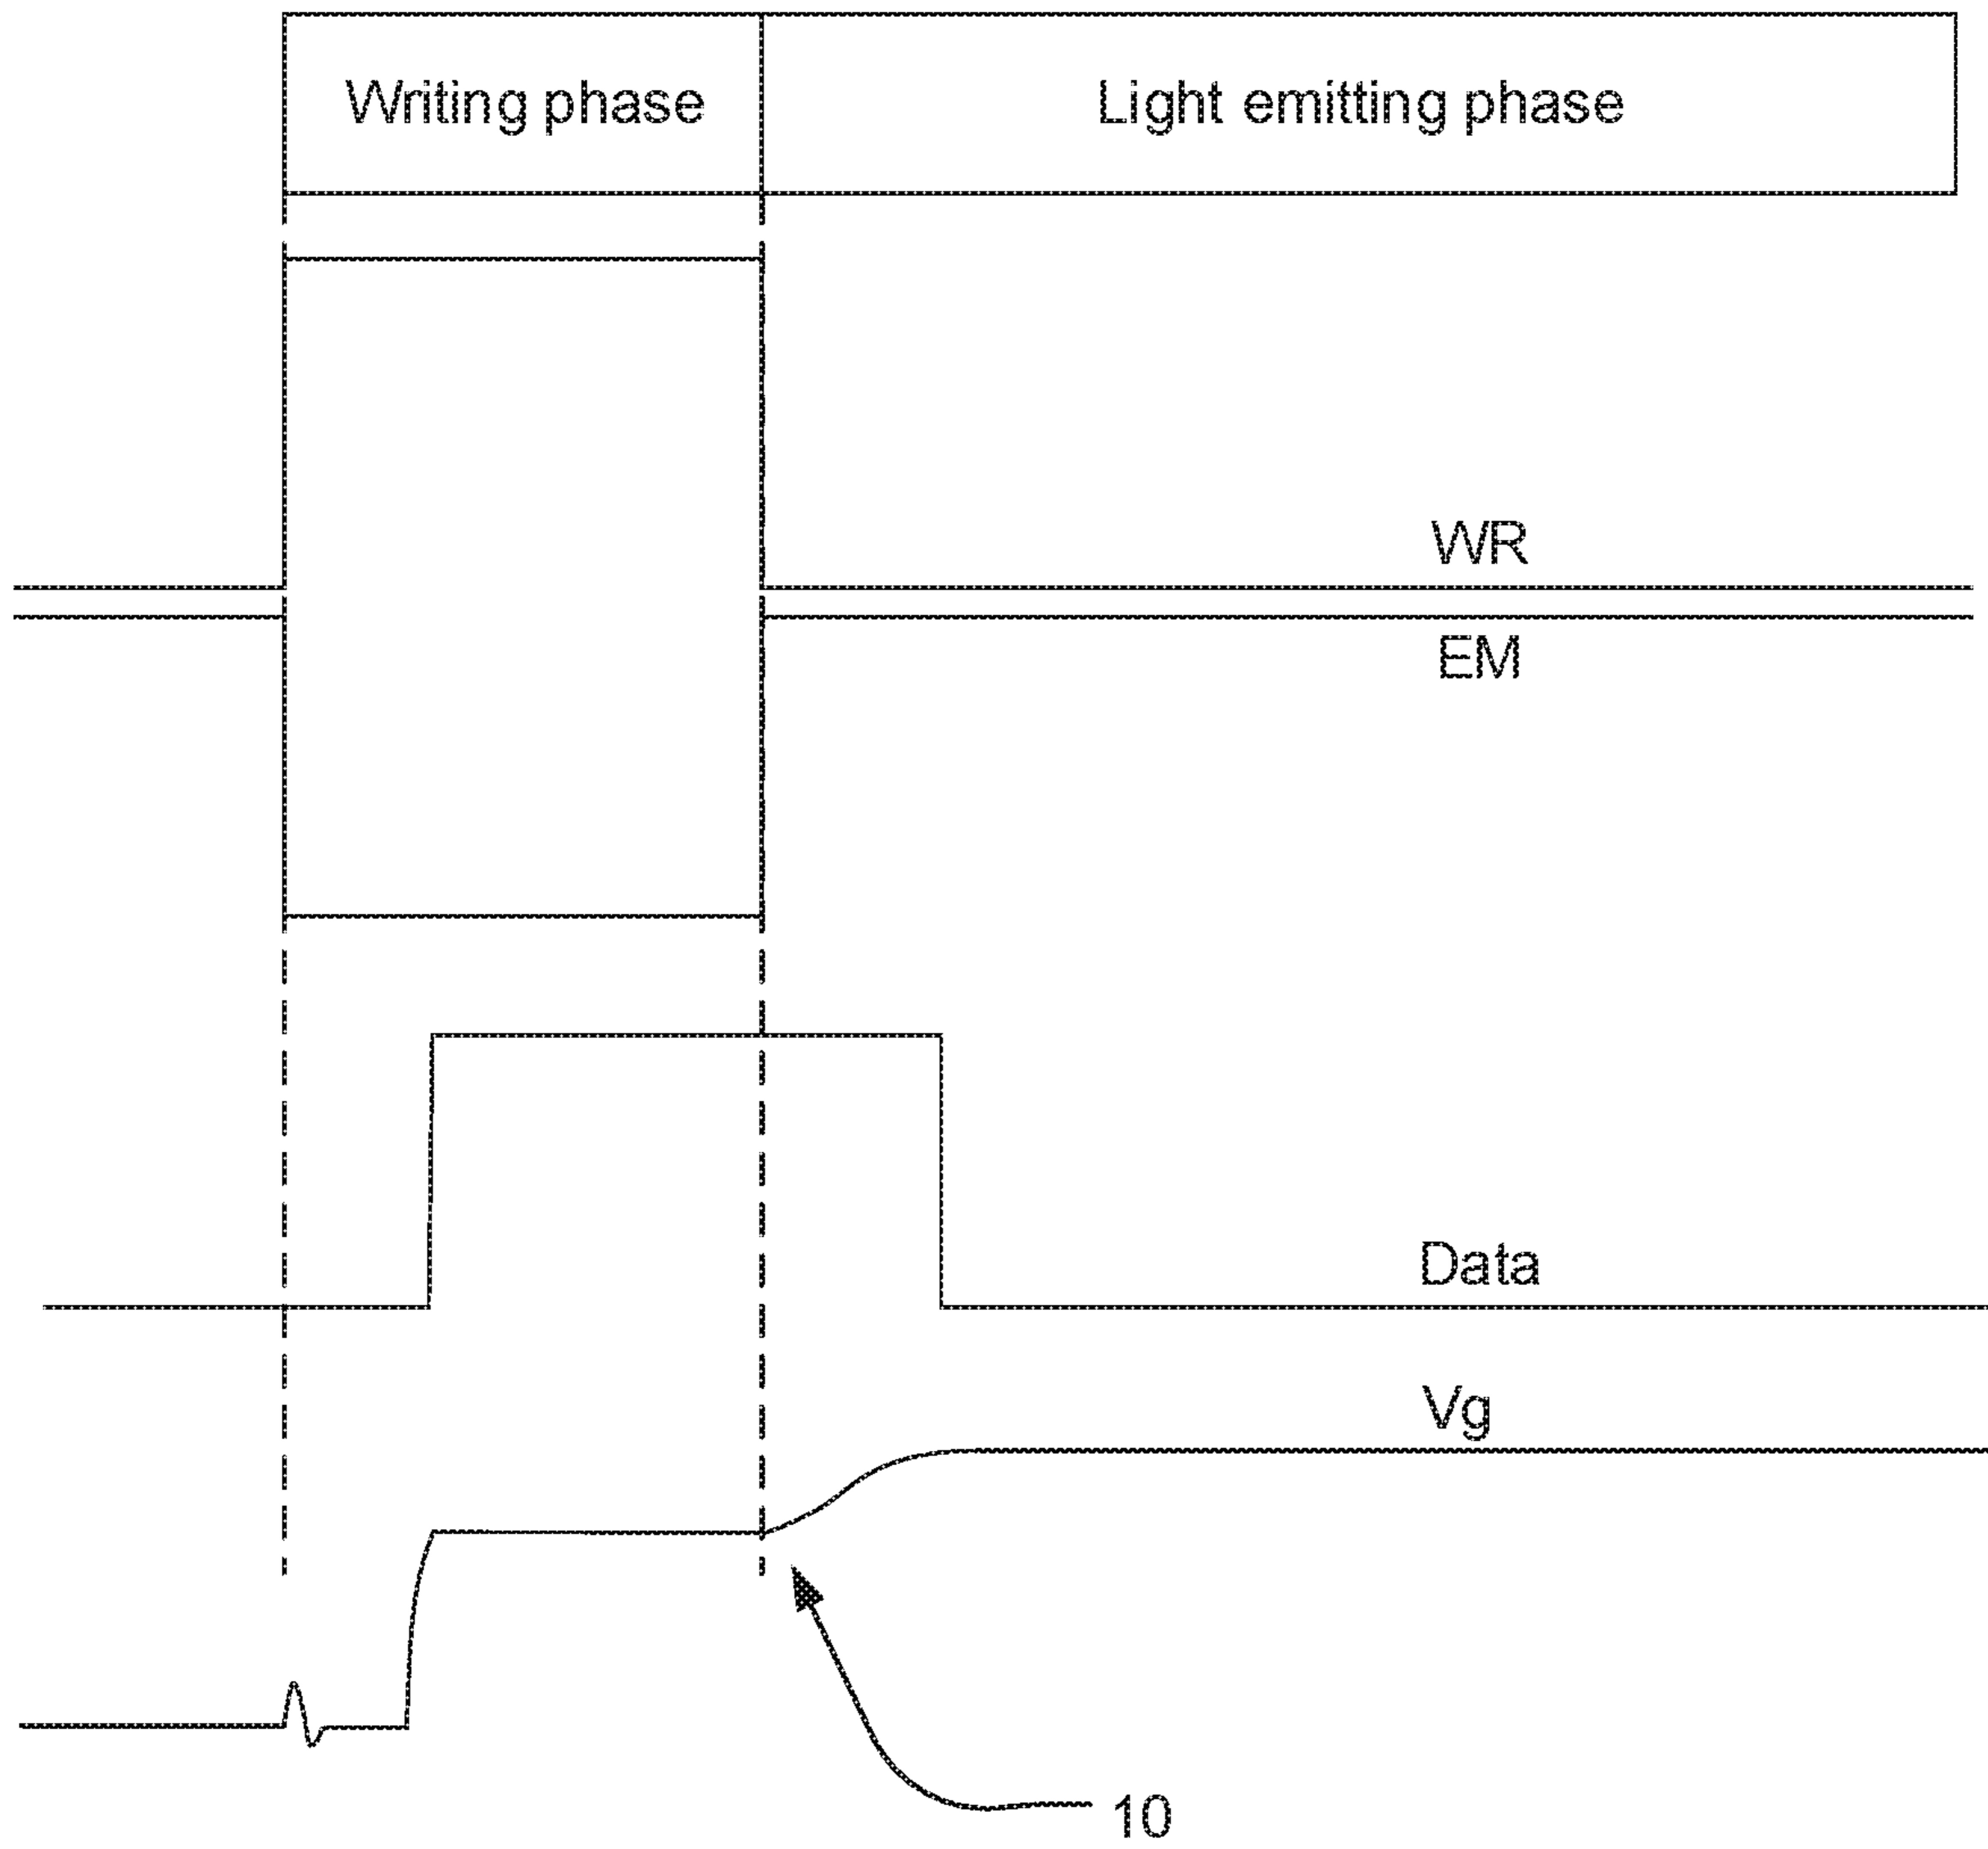 Writing phase
Light emitting phase
WR
EM
Data
Vg
10